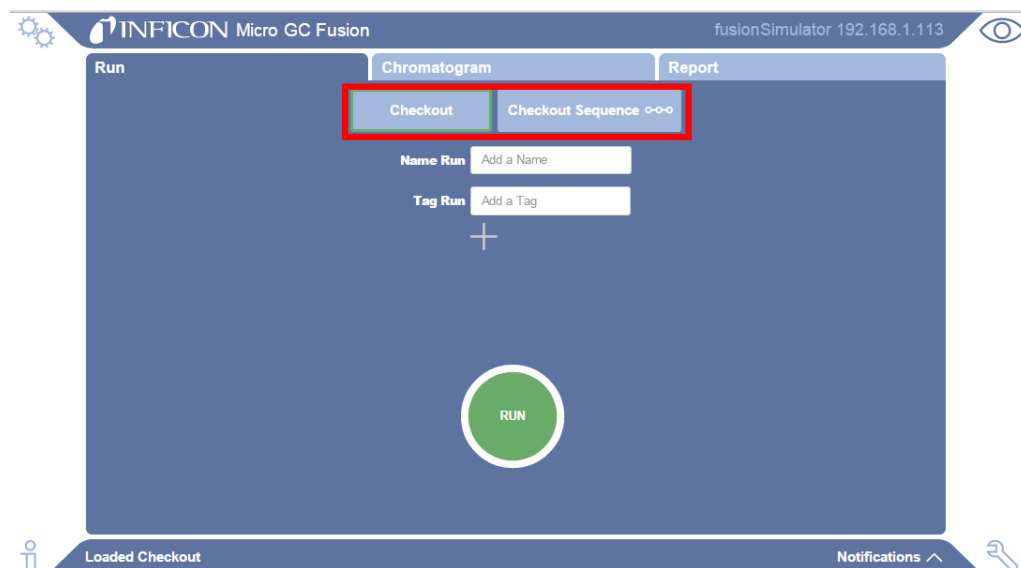 INFICON Micro GC Fusion fusionSimulator 192.168.1.113
Run Chromatogram Report
Checkout Checkout Sequence
Name Run Add a Name
Tag Run Add a Tag
RUN
Loaded Checkout Notifications